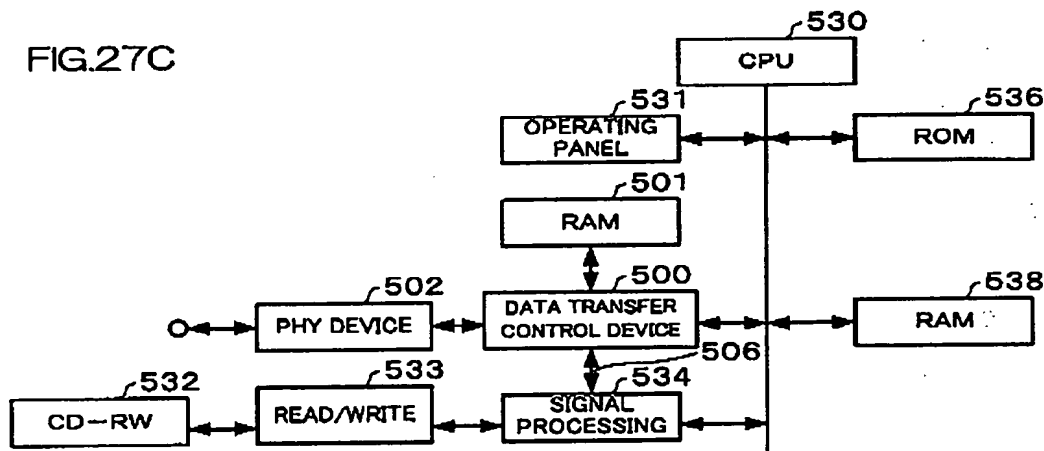 FIG.27C
530
CPU
531
OPERATING
PANEL
536
ROM
501
RAM
502
PHY DEVICE
500
DATA TRANSFER
CONTROL DEVICE
538
RAM
506
532
CD-RW
533
READ/WRITE
534
SIGNAL
PROCESSING